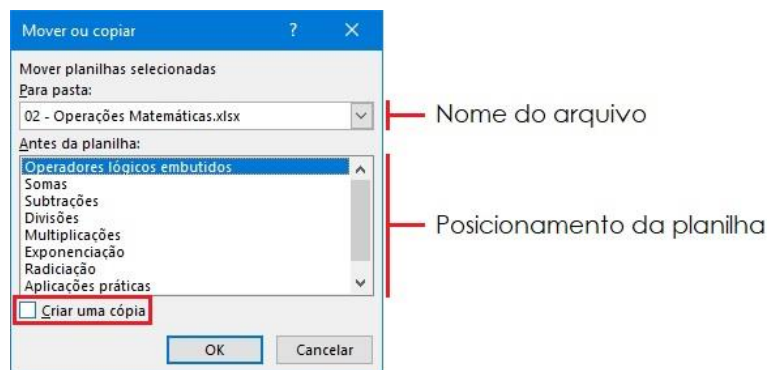 Mover ou copiar ?
Mover planilhas selecionadas
Para pasta:
02 - Operações Matemáticas.xlsx
Nome do arquivo
Antes da planilha:
Operadores lógicos embutidos
Somas
Subtrações
Divisões
Multiplicações
Exponenciação
Radiciação
Aplicações práticas
Posicionamento da planilha
Criar uma cópia
OK Cancelar